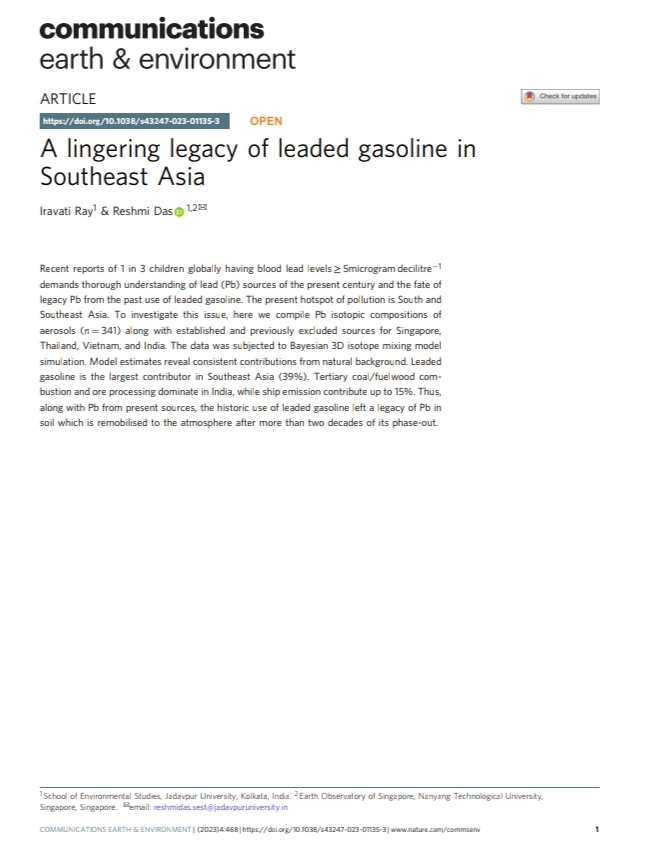 communications
earth & environment
ARTICLE
Check for updates
https://doi.org/10.1038/s43247-023-01135-3
OPEN
A lingering legacy of leaded gasoline in
Southeast Asia
Iravati Ray¹ & Reshmi Das iD ¹,²✉
Recent reports of 1 in 3 children globally having blood lead levels ≥ 5microgram decilitre⁻¹
demands thorough understanding of lead (Pb) sources of the present century and the fate of
legacy Pb from the past use of leaded gasoline. The present hotspot of pollution is South and
Southeast Asia. To investigate this issue, here we compile Pb isotopic compositions of
aerosols (n = 341) along with established and previously excluded sources for Singapore,
Thailand, Vietnam, and India. The data was subjected to Bayesian 3D isotope mixing model
simulation. Model estimates reveal consistent contributions from natural background. Leaded
gasoline is the largest contributor in Southeast Asia (39%). Tertiary coal/fuelwood com-
bustion and ore processing dominate in India, while ship emission contribute up to 15%. Thus,
along with Pb from present sources, the historic use of leaded gasoline left a legacy of Pb in
soil which is remobilised to the atmosphere after more than two decades of its phase-out.
¹School of Environmental Studies, Jadavpur University, Kolkata, India. ²Earth Observatory of Singapore, Nanyang Technological University,
Singapore, Singapore. ✉email: reshmidas.sest@jadavpuruniversity.in
COMMUNICATIONS EARTH & ENVIRONMENT | (2023) 4:468 | https://doi.org/10.1038/s43247-023-01135-3 | www.nature.com/commsenv
1